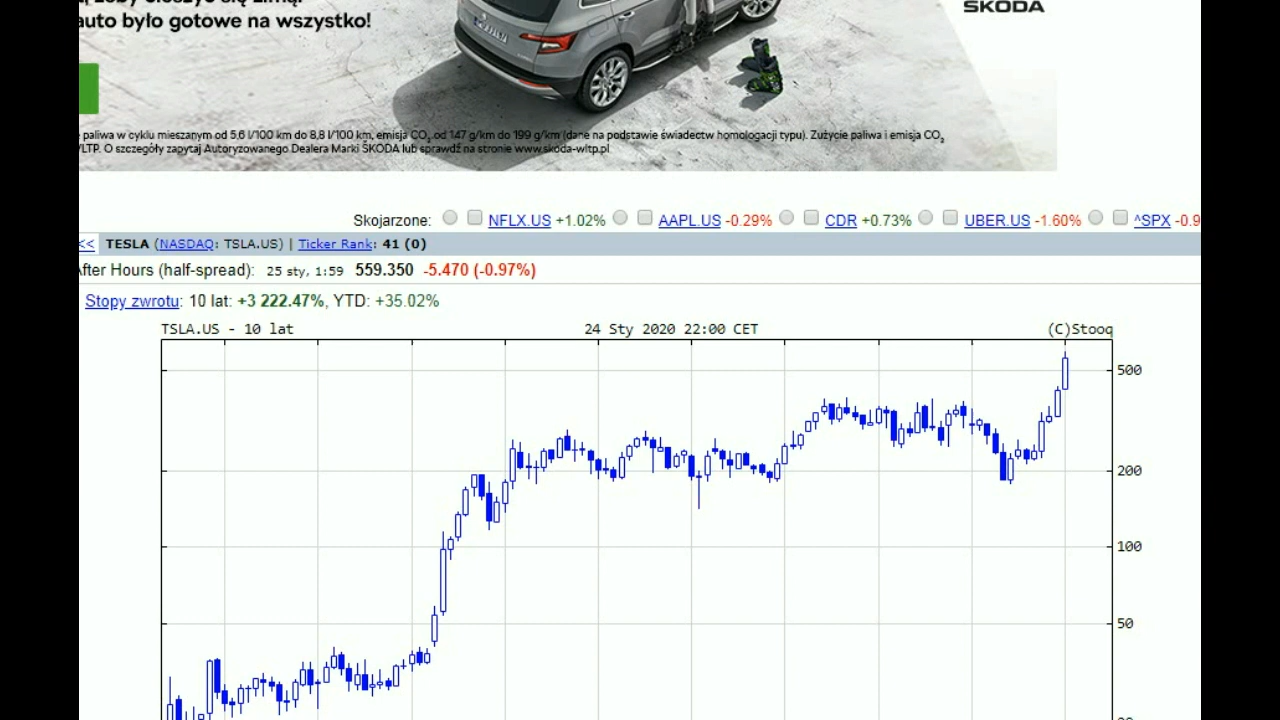 auto było gotowe na wszystko!
ŠKODA
paliwa w cyklu mieszanym od 5,6 l/100 km do 8,8 l/100 km, emisja CO₂ od 147 g/km do 199 g/km (dane na podstawie świadectw homologacji typu). Zużycie paliwa i emisja CO₂
/LTP. O szczegóły zapytaj Autoryzowanego Dealera Marki ŠKODA lub sprawdź na stronie www.skoda-wltp.pl
Skojarzone: NFLX.US +1.02% AAPL.US -0.29% CDR +0.73% UBER.US -1.60% ^SPX -0.9
<< TESLA (NASDAQ: TSLA.US) | Ticker Rank: 41 (0)
After Hours (half-spread): 25 sty, 1:59 559.350 -5.470 (-0.97%)
Stopy zwrotu: 10 lat: +3 222.47%, YTD: +35.02%
TSLA.US - 10 lat 24 Sty 2020 22:00 CET (C)Stooq
500
200
100
50